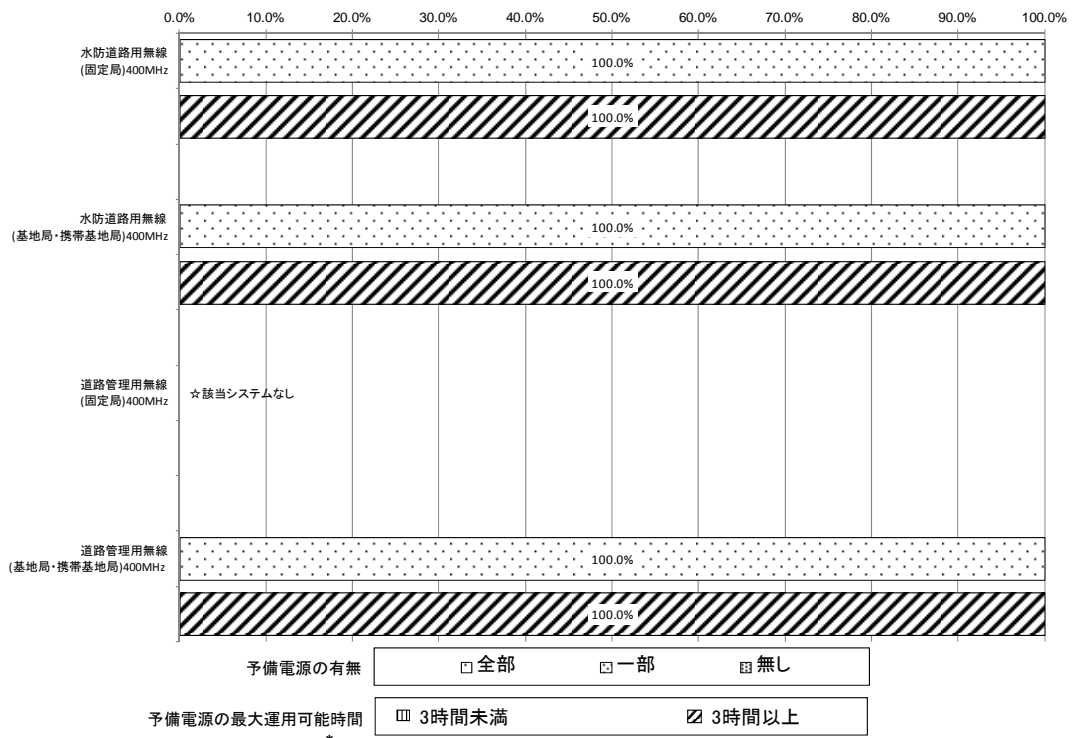 0.0% 10.0% 20.0% 30.0% 40.0% 50.0% 60.0% 70.0% 80.0% 90.0% 100.0%
水防道路用無線
(固定局)400MHz
100.0%
100.0%
水防道路用無線
(基地局・携帯基地局)400MHz
100.0%
100.0%
道路管理用無線
(固定局)400MHz
☆該当システムなし
道路管理用無線
(基地局・携帯基地局)400MHz
100.0%
100.0%
予備電源の有無 全部 一部 無し
予備電源の最大運用可能時間 3時間未満 3時間以上
*